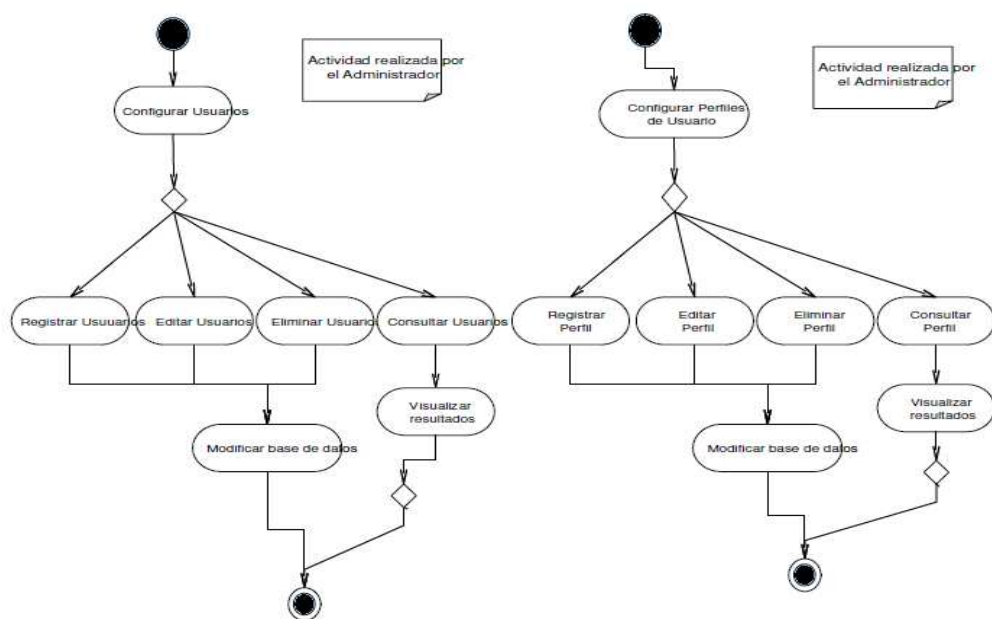 Actividad realizada por
el Administrador
Configurar Usuarios
Registrar Usuuarios
Editar Usuarios
Eliminar Usuarios
Consultar Usuarios
Visualizar
resultados
Modificar base de datos
Actividad realizada por
el Administrador
Configurar Perfiles
de Usuario
Registrar
Perfil
Editar
Perfil
Eliminar
Perfil
Consultar
Perfil
Visualizar
resultados
Modificar base de datos